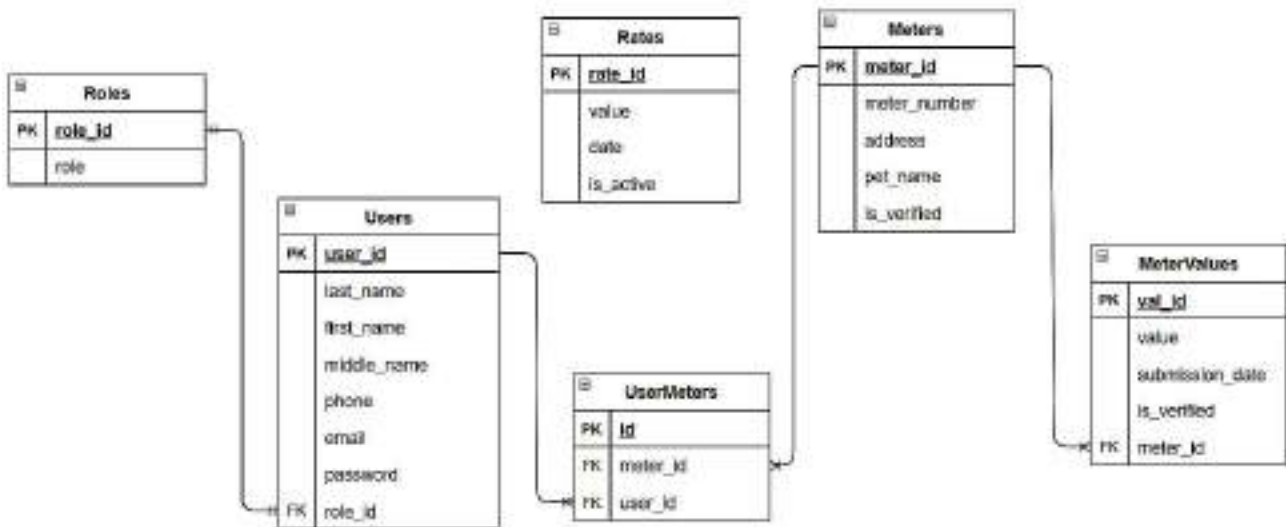 Roles
PK role_id
role
Users
PK user_id
last_name
first_name
middle_name
phone
email
password
FK role_id
Rates
PK rate_id
value
date
is_active
UserMeters
PK id
FK meter_id
FK user_id
Meters
PK meter_id
meter_number
address
pet_name
is_verified
MeterValues
PK val_id
value
submission_date
is_verified
FK meter_id